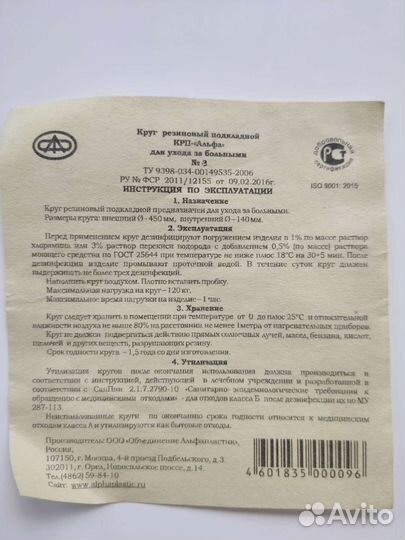 Круг резиновый подкладной
КРП-«Альфа»
для ухода за больными
№ 3
ТУ 9398-034-00149535-2006
РУ № ФСР 2011/12155 от 09.02.2016г.
добровольная
сертификация
ISO 9001: 2015
ИНСТРУКЦИЯ ПО ЭКСПЛУАТАЦИИ
1. Назначение
Круг резиновый подкладной предназначен для ухода за больными.
Размеры круга: внешний Ø-450 мм, внутренний Ø-140мм.
2. Эксплуатация
Перед применением круг дезинфицируют погружением изделия в 1% по массе раствор
хлорамина или 3% раствор перекиси водорода с добавлением 0,5% (по массе) раствора
моющего средства по ГОСТ 25644 при температуре не ниже плюс 18°С на 30+5 мин. После
дезинфекции изделие промывают проточной водой. В течение суток круг должен
выдерживать не более трех дезинфекций.
Наполнить круг воздухом. Плотно вставить пробку.
Максимальная нагрузка на круг– 120 кг.
Максимальное время нагрузки на изделие– 1 час.
3. Хранение
Круг следует хранить в помещении при температуре от 0 до плюс 25°С и относительной
влажности воздуха не выше 80% на расстоянии не менее 1метра от нагревательных приборов.
Круг не должен подвергаться действию прямых солнечных лучей, масел, бензина, кислот,
щелочей и других веществ, разрушающих резину.
Срок годности круга – 1,5 года со дня изготовления.
4. Утилизация
Утилизация кругов после окончания использования должна производиться в
соответствии с инструкцией, действующей в лечебном учреждении и разработанной в
соответствии с СанПин 2.1.7.2790-10 «Санитарно-эпидемиологические требования к
обращению с медицинскими отходами» - для отходов класса Б после дезинфекции их по МУ
287-113.
Неиспользованные круги по окончанию срока годности относятся к медицинским
отходам класса А и утилизируются как бытовые отходы.
Производитель: ООО «Объединение Альфапластик»,
Россия,
107150, г. Москва, 4-й проезд Подбельского, д.3
302011, г. Орел, Новосильское шоссе, д.14.
Тел.(4862) 59-84-10
Сайт: www.alphaplastic.ru
4 601835 000096
Avito